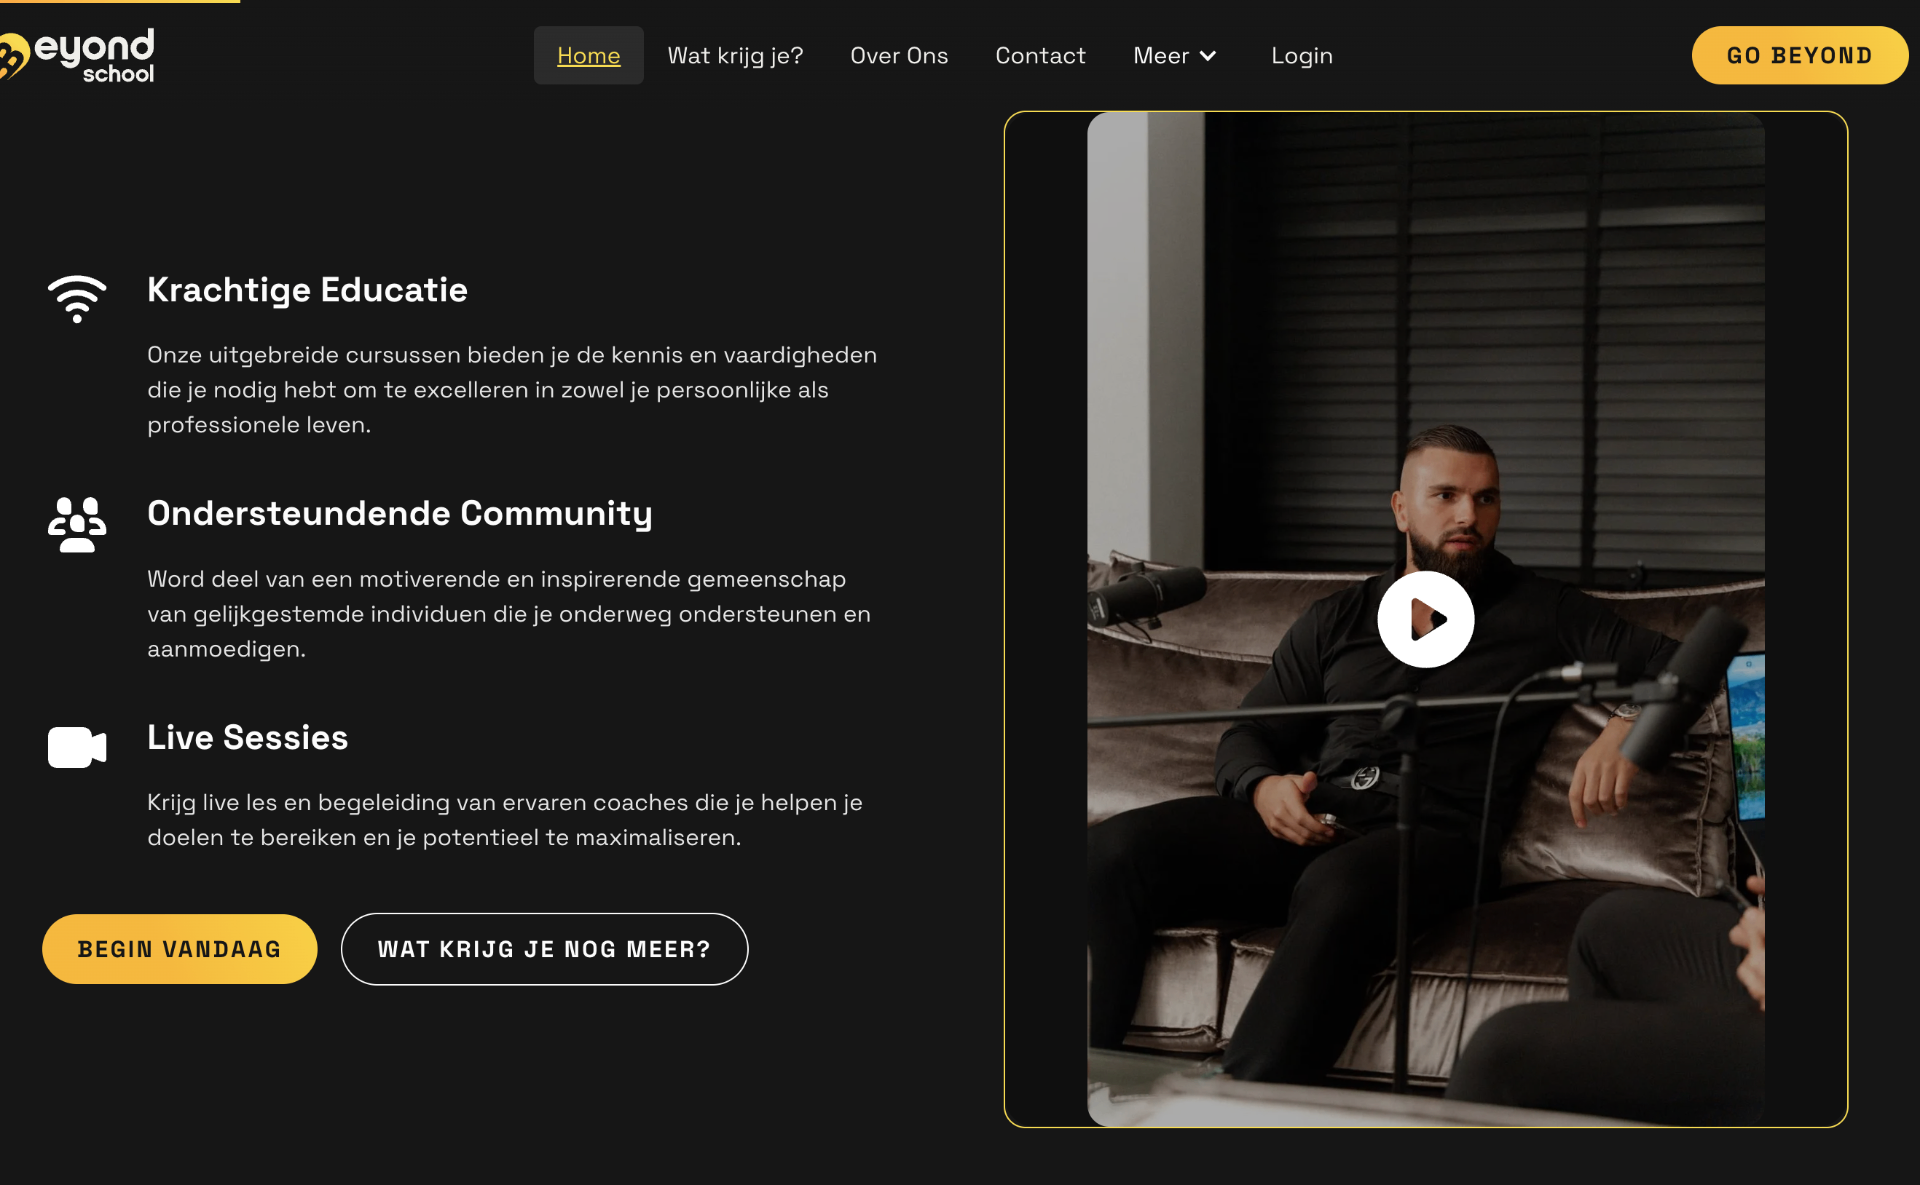 eyond
school
Home
Wat krijg je?
Over Ons
Contact
Meer
Login
GO BEYOND
Krachtige Educatie
Onze uitgebreide cursussen bieden je de kennis en vaardigheden
die je nodig hebt om te excelleren in zowel je persoonlijke als
professionele leven.
Ondersteundende Community
Word deel van een motiverende en inspirerende gemeenschap
van gelijkgestemde individuen die je onderweg ondersteunen en
aanmoedigen.
Live Sessies
Krijg live les en begeleiding van ervaren coaches die je helpen je
doelen te bereiken en je potentieel te maximaliseren.
BEGIN VANDAAG
WAT KRIJG JE NOG MEER?